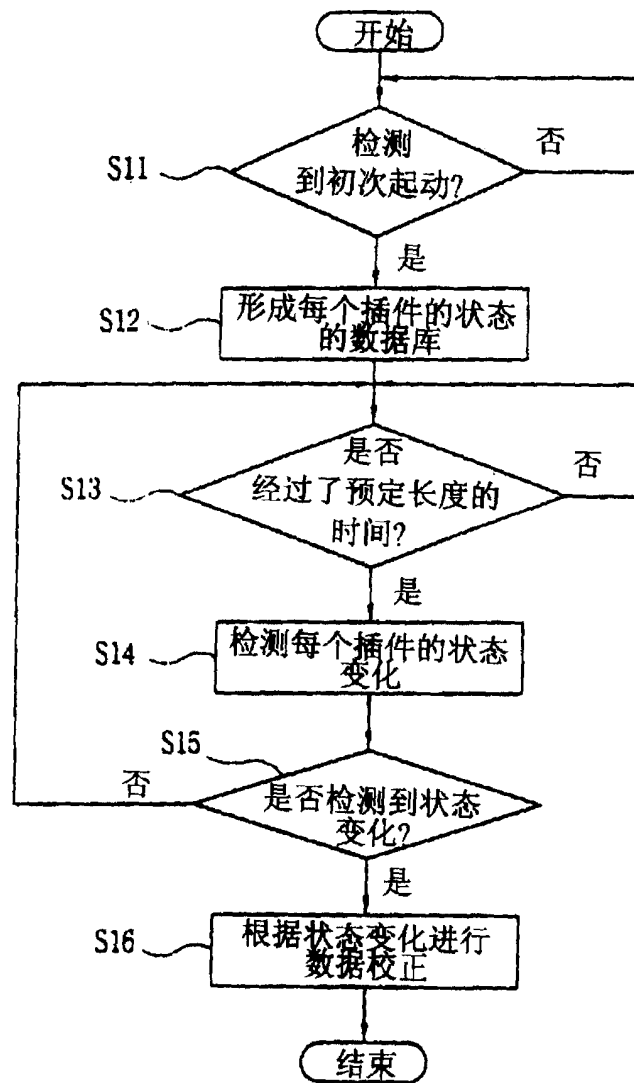 开始
检测
到初次起动?
否
S11
是
S12
形成每个插件的状态
的数据库
是否
经过了预定长度的
时间?
否
S13
是
S14
检测每个插件的状态
变化
S15
否
是否检测到状态
变化?
是
S16
根据状态变化进行
数据校正
结束